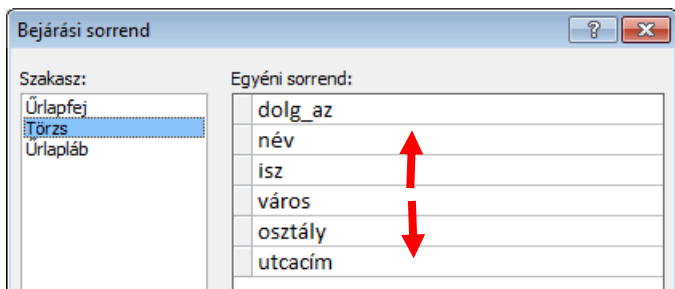 Bejárási sorrend
Szakasz:
Űrlapfej
Törzs
Űrlapláb
Egyéni sorrend:
dolg_az
név
isz
város
osztály
utcacím